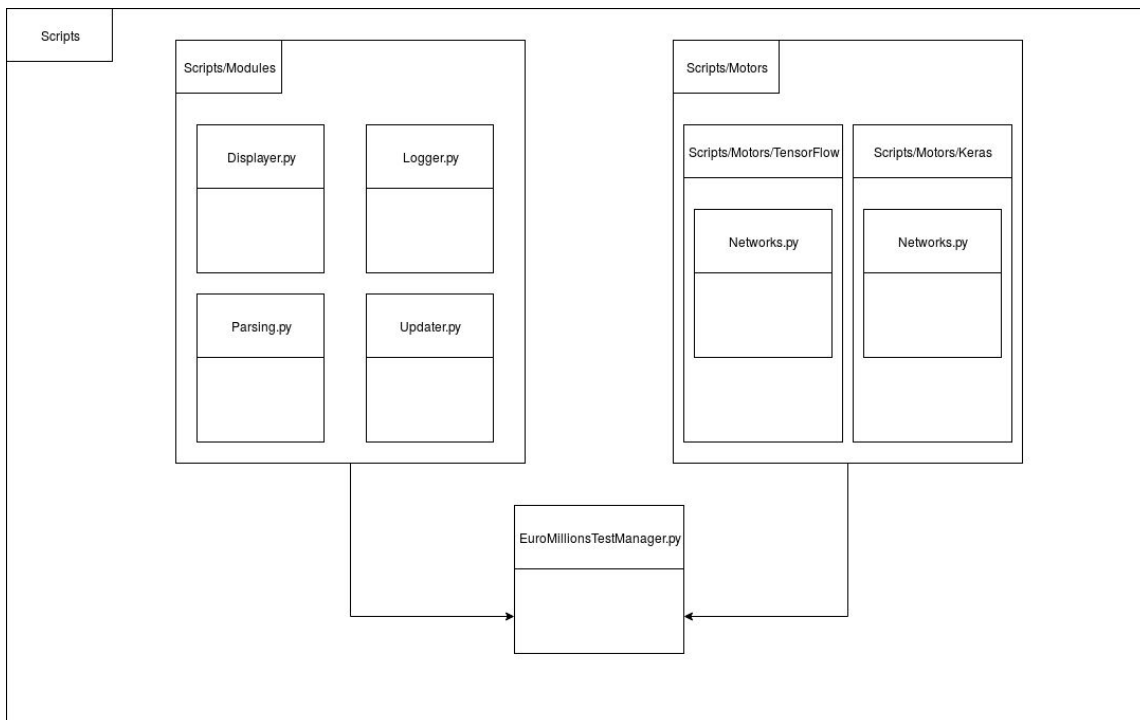 Scripts
Scripts/Modules
Scripts/Motors
Displayer.py
Logger.py
Scripts/Motors/TensorFlow
Scripts/Motors/Keras
Networks.py
Networks.py
Parsing.py
Updater.py
EuroMillionsTestManager.py